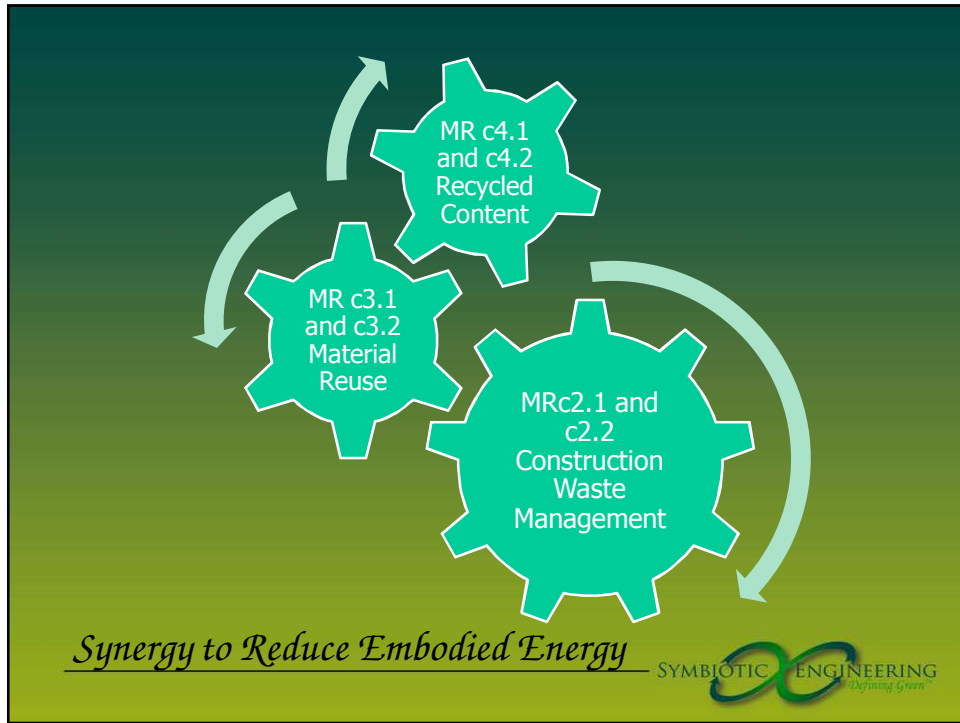 MR c4.1
and c4.2
Recycled
Content
MR c3.1
and c3.2
Material
Reuse
MRc2.1 and
c2.2
Construction
Waste
Management
Synergy to Reduce Embodied Energy
SYMBIOTIC ENGINEERING
Defining Green™